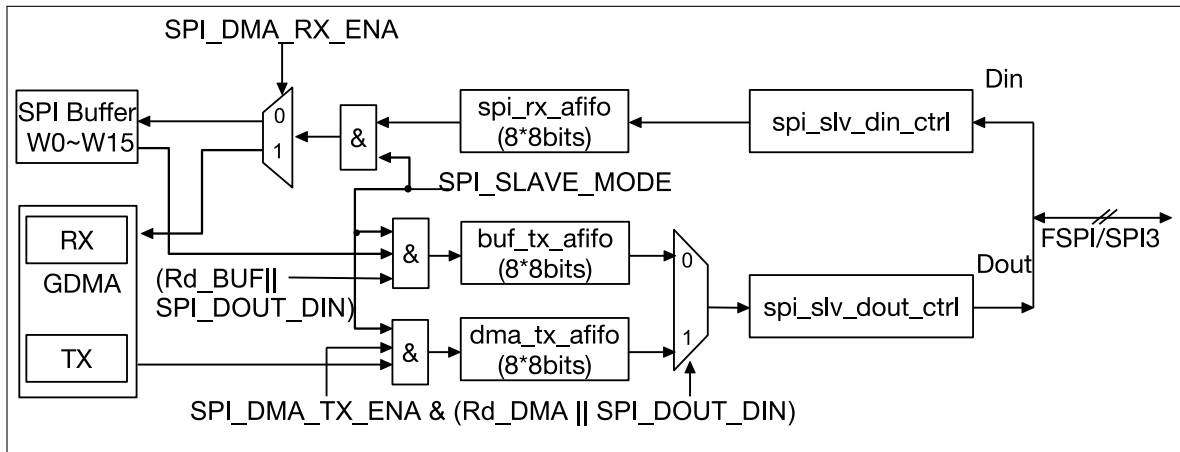 SPI_DMA_RX_ENA
SPI Buffer
W0~W15
0
1
&
spi_rx_afifo
(8*8bits)
spi_slv_din_ctrl
Din
SPI_SLAVE_MODE
RX
GDMA
TX
(Rd_BUF||
SPI_DOUT_DIN)
&
buf_tx_afifo
(8*8bits)
0
1
Dout
FSPI/SPI3
spi_slv_dout_ctrl
&
dma_tx_afifo
(8*8bits)
SPI_DMA_TX_ENA & (Rd_DMA || SPI_DOUT_DIN)